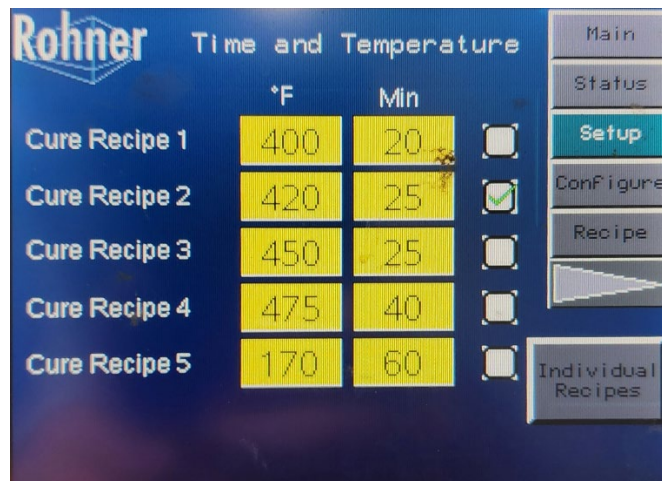 Rohner Time and Temperature
°F Min
Cure Recipe 1 400 20
Cure Recipe 2 420 25
Cure Recipe 3 450 25
Cure Recipe 4 475 40
Cure Recipe 5 170 60
Main
Status
Setup
Configure
Recipe
Individual
Recipes